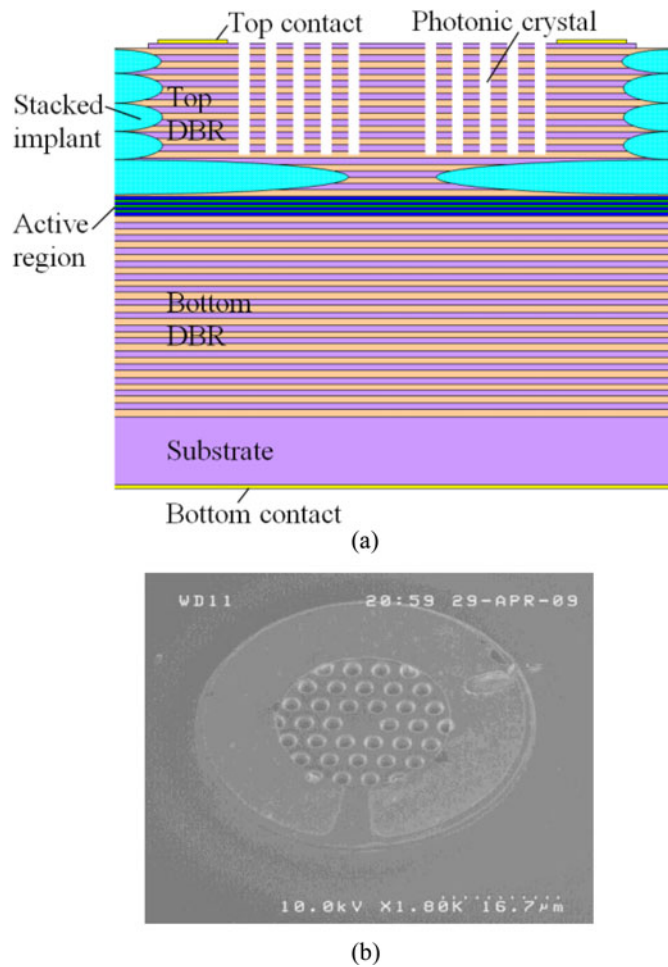 Top contact
Photonic crystal
Stacked
implant
Top
DBR
Active
region
Bottom
DBR
Substrate
Bottom contact
(a)
WD11 20:59 29-APR-09
10.0kV X1.80K 16.7μm
(b)